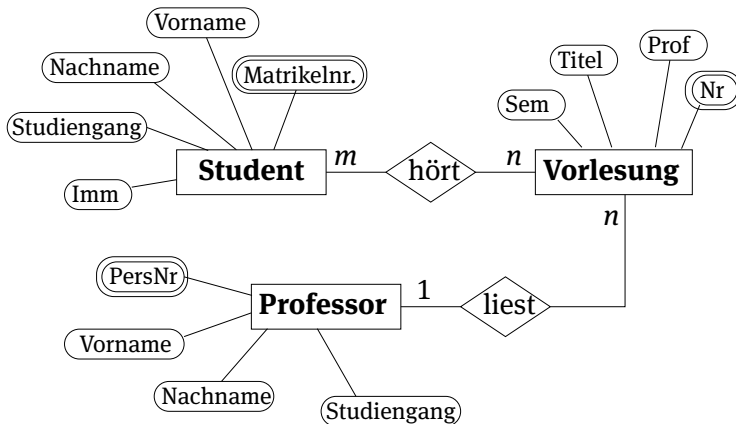 Vorname
Prof
Titel
Nachname
Matrikelnr.
Nr
Sem
Studiengang
Student
m
hört
n
Vorlesung
Imm
n
PersNr
Professor
1
liest
Vorname
Nachname
Studiengang